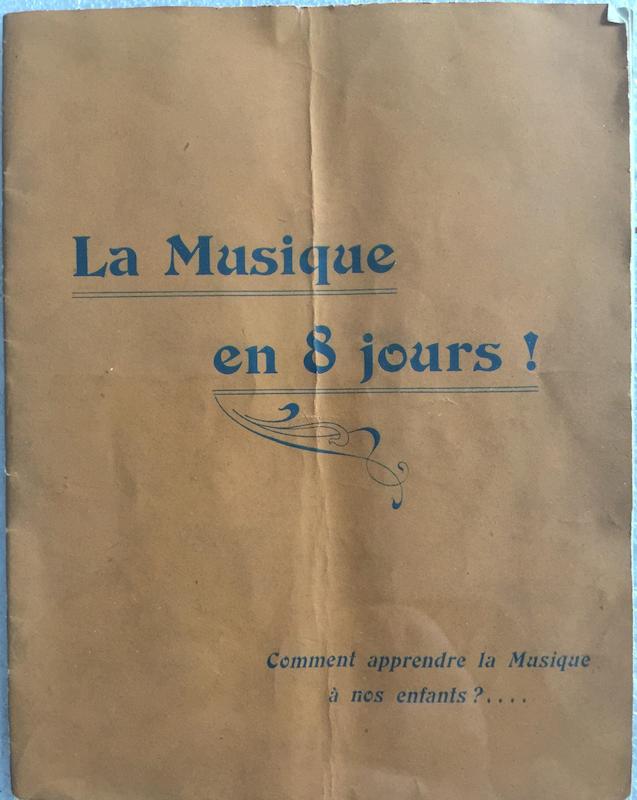 La Musique
en 8 jours !
Comment apprendre la Musique
à nos enfants ?....